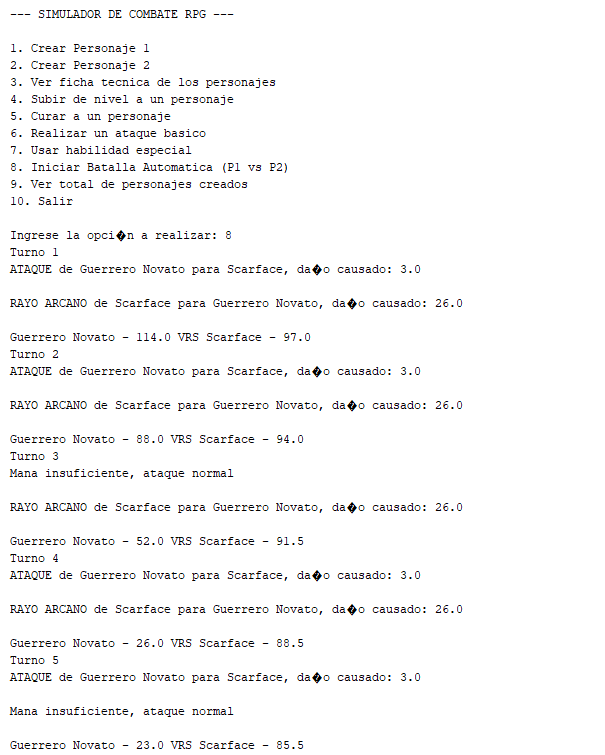 --- SIMULADOR DE COMBATE RPG ---
1. Crear Personaje 1
2. Crear Personaje 2
3. Ver ficha tecnica de los personajes
4. Subir de nivel a un personaje
5. Curar a un personaje
6. Realizar un ataque basico
7. Usar habilidad especial
8. Iniciar Batalla Automatica (P1 vs P2)
9. Ver total de personajes creados
10. Salir
Ingrese la opci�n a realizar: 8
Turno 1
ATAQUE de Guerrero Novato para Scarface, da�o causado: 3.0
RAYO ARCANO de Scarface para Guerrero Novato, da�o causado: 26.0
Guerrero Novato - 114.0 VRS Scarface - 97.0
Turno 2
ATAQUE de Guerrero Novato para Scarface, da�o causado: 3.0
RAYO ARCANO de Scarface para Guerrero Novato, da�o causado: 26.0
Guerrero Novato - 88.0 VRS Scarface - 94.0
Turno 3
Mana insuficiente, ataque normal
RAYO ARCANO de Scarface para Guerrero Novato, da�o causado: 26.0
Guerrero Novato - 52.0 VRS Scarface - 91.5
Turno 4
ATAQUE de Guerrero Novato para Scarface, da�o causado: 3.0
RAYO ARCANO de Scarface para Guerrero Novato, da�o causado: 26.0
Guerrero Novato - 26.0 VRS Scarface - 88.5
Turno 5
ATAQUE de Guerrero Novato para Scarface, da�o causado: 3.0
Mana insuficiente, ataque normal
Guerrero Novato - 23.0 VRS Scarface - 85.5